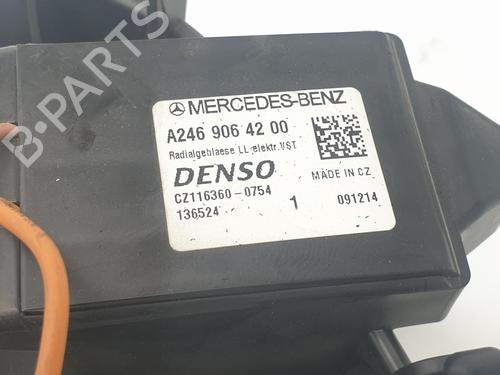 B-PARTS
MERCEDES-BENZ
A246 906 42 00
Radialgeblaese LL elektr.VST
DENSO
MADE IN CZ
CZ116360-0754
136524 1 091214